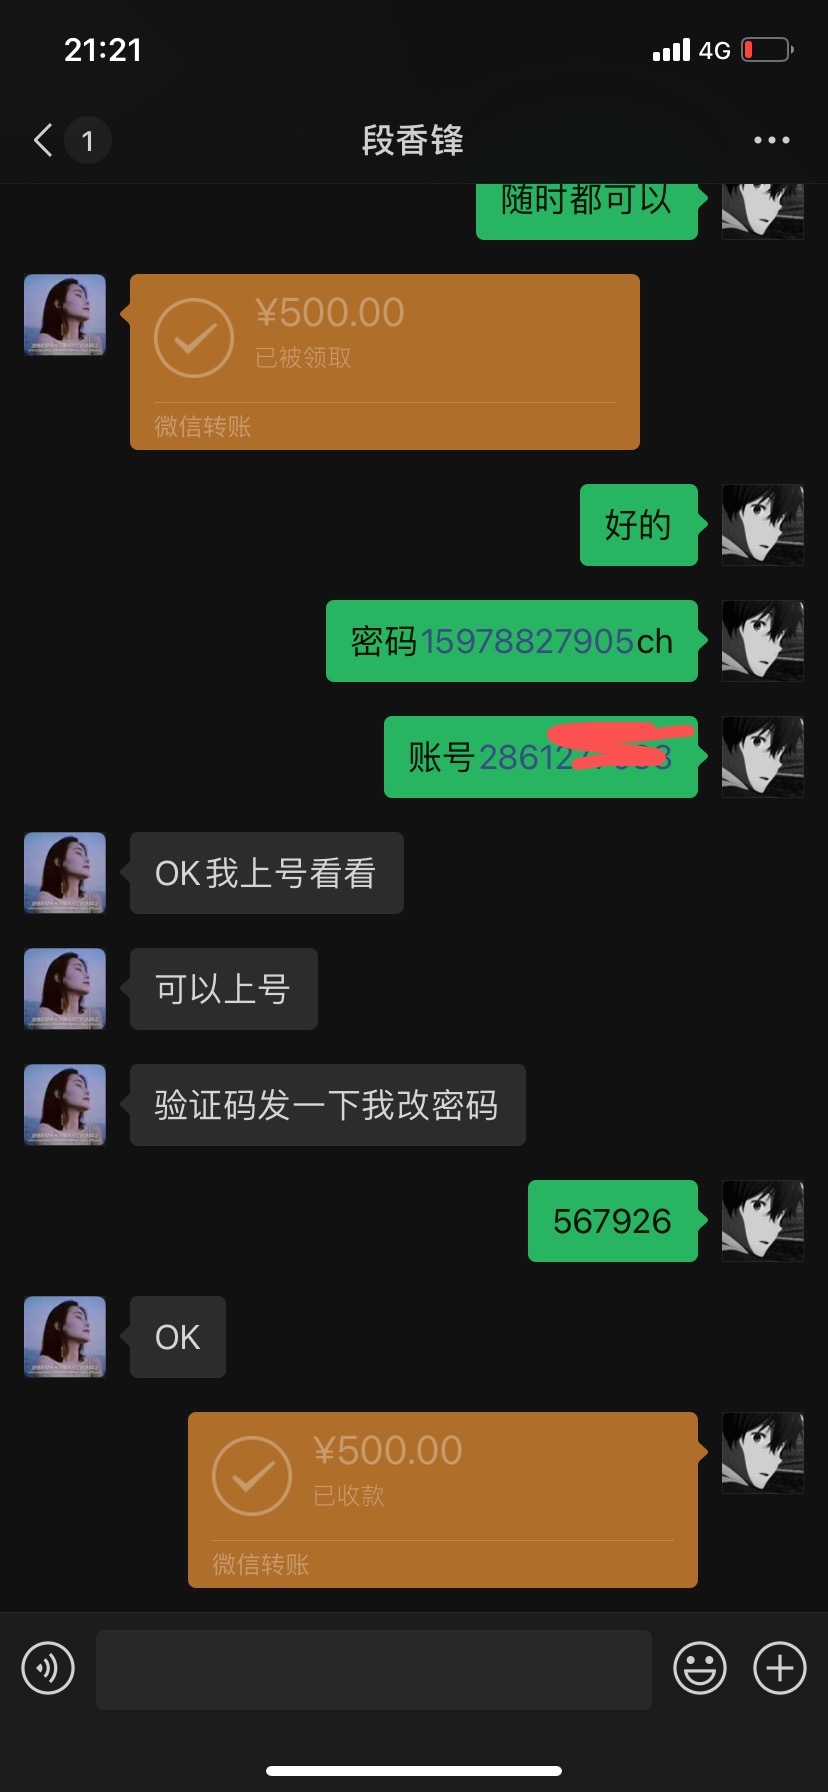 21:21
4G
1
段香锋
随时都可以
¥500.00
已被领取
微信转账
好的
密码15978827905ch
账号28612
OK我上号看看
可以上号
验证码发一下我改密码
567926
OK
¥500.00
已收款
微信转账